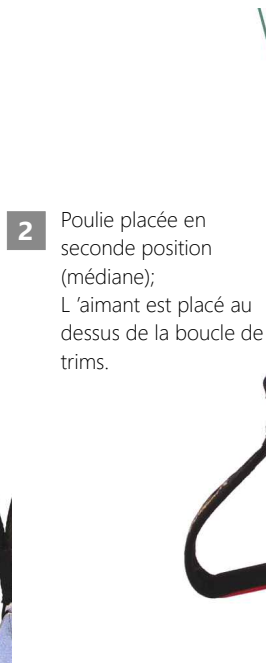 2
Poulie placée en
seconde position
(médiane);
L 'aimant est placé au
dessus de la boucle de
trims.